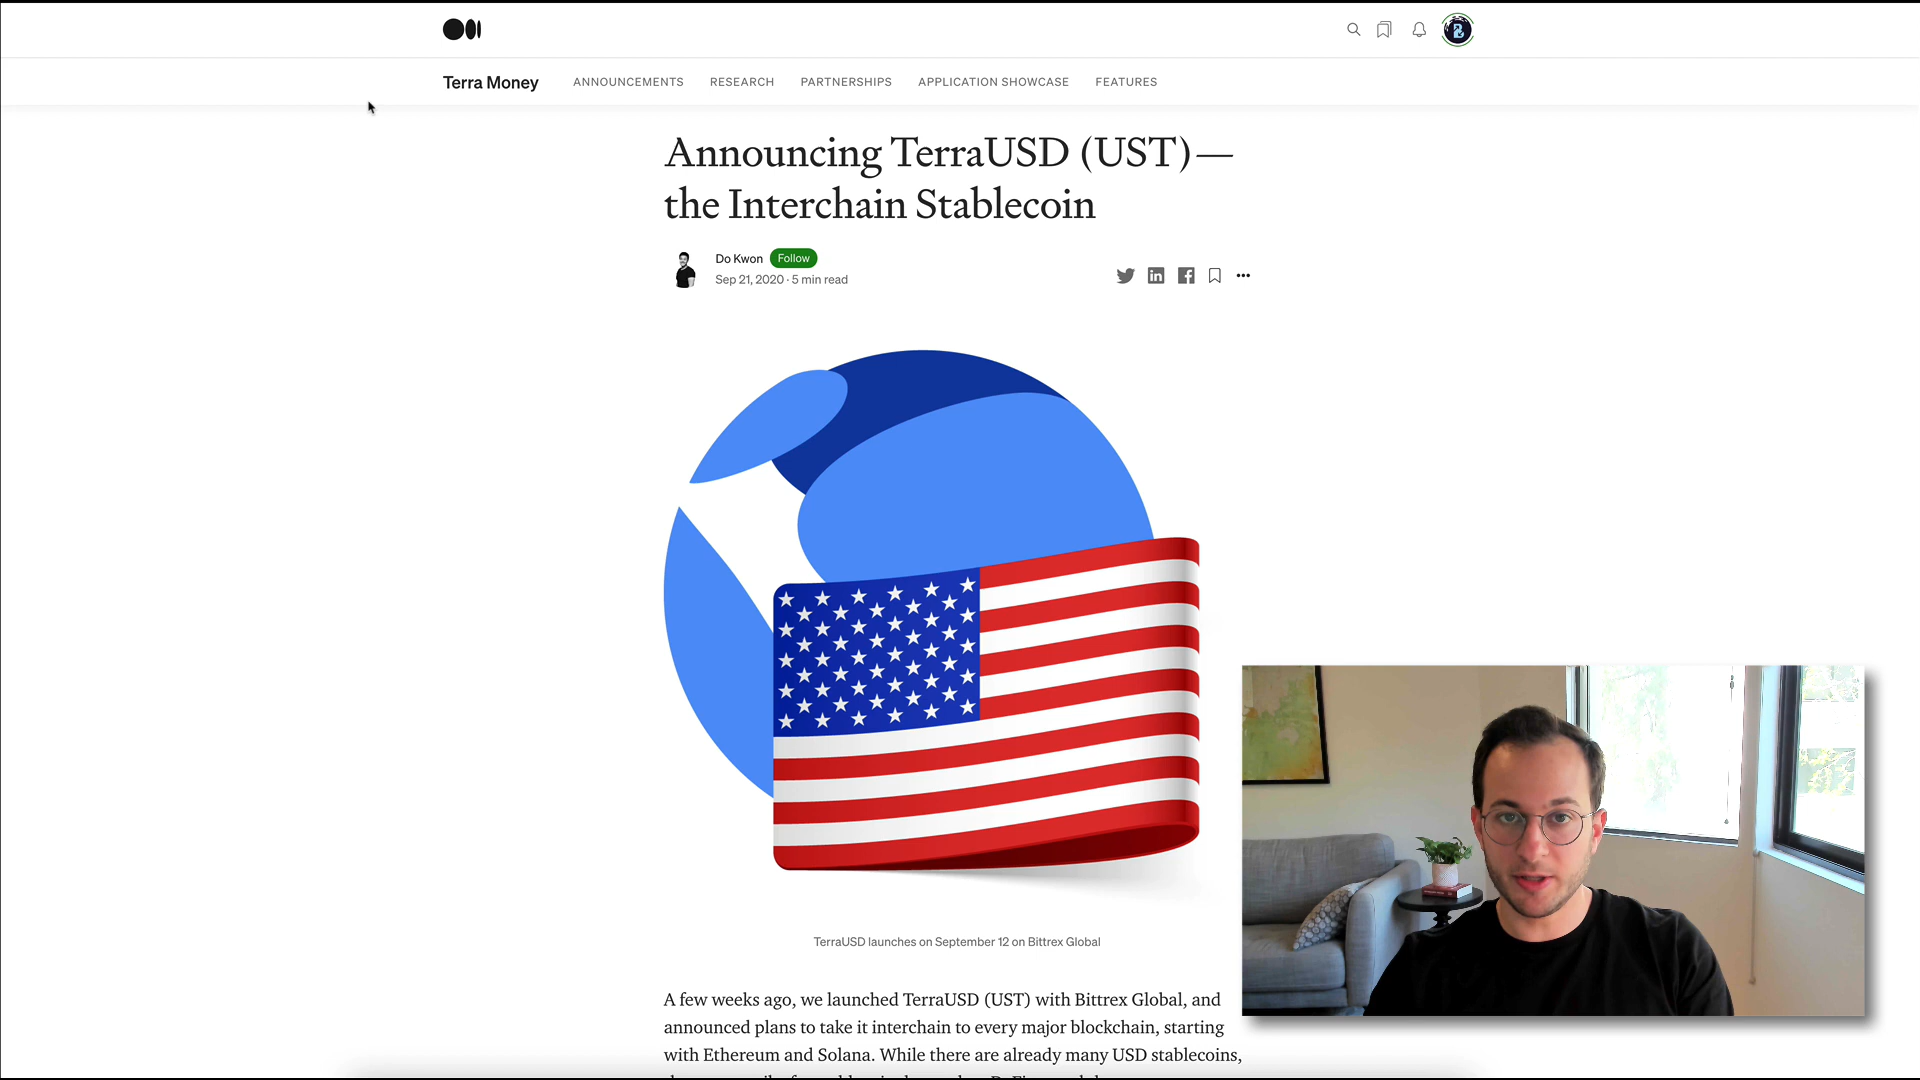 Terra Money ANNOUNCEMENTS RESEARCH PARTNERSHIPS APPLICATION SHOWCASE FEATURES
Announcing TerraUSD (UST) —
the Interchain Stablecoin
Do Kwon Follow
Sep 21, 2020 · 5 min read
TerraUSD launches on September 12 on Bittrex Global
A few weeks ago, we launched TerraUSD (UST) with Bittrex Global, and
announced plans to take it interchain to every major blockchain, starting
with Ethereum and Solana. While there are already many USD stablecoins,